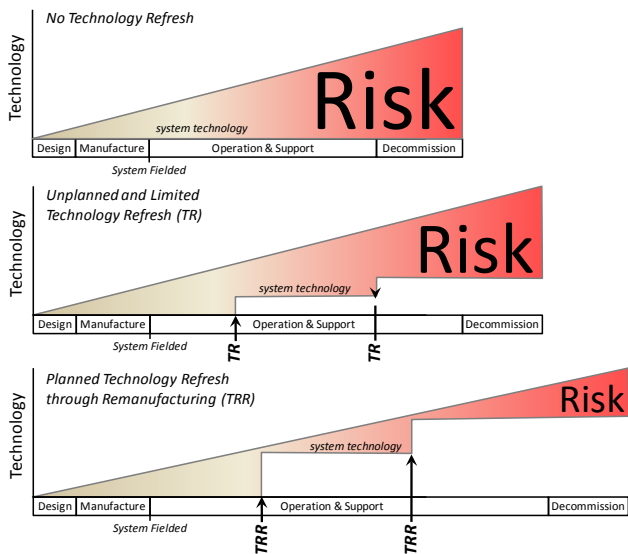 No Technology Refresh
Technology
Risk
system technology
Design Manufacture Operation & Support Decommission
System Fielded
Unplanned and Limited
Technology Refresh (TR)
Technology
Risk
system technology
Design Manufacture Operation & Support Decommission
System Fielded
TR
TR
Planned Technology Refresh
through Remanufacturing (TRR)
Technology
Risk
system technology
Design Manufacture Operation & Support Decommission
System Fielded
TRR
TRR